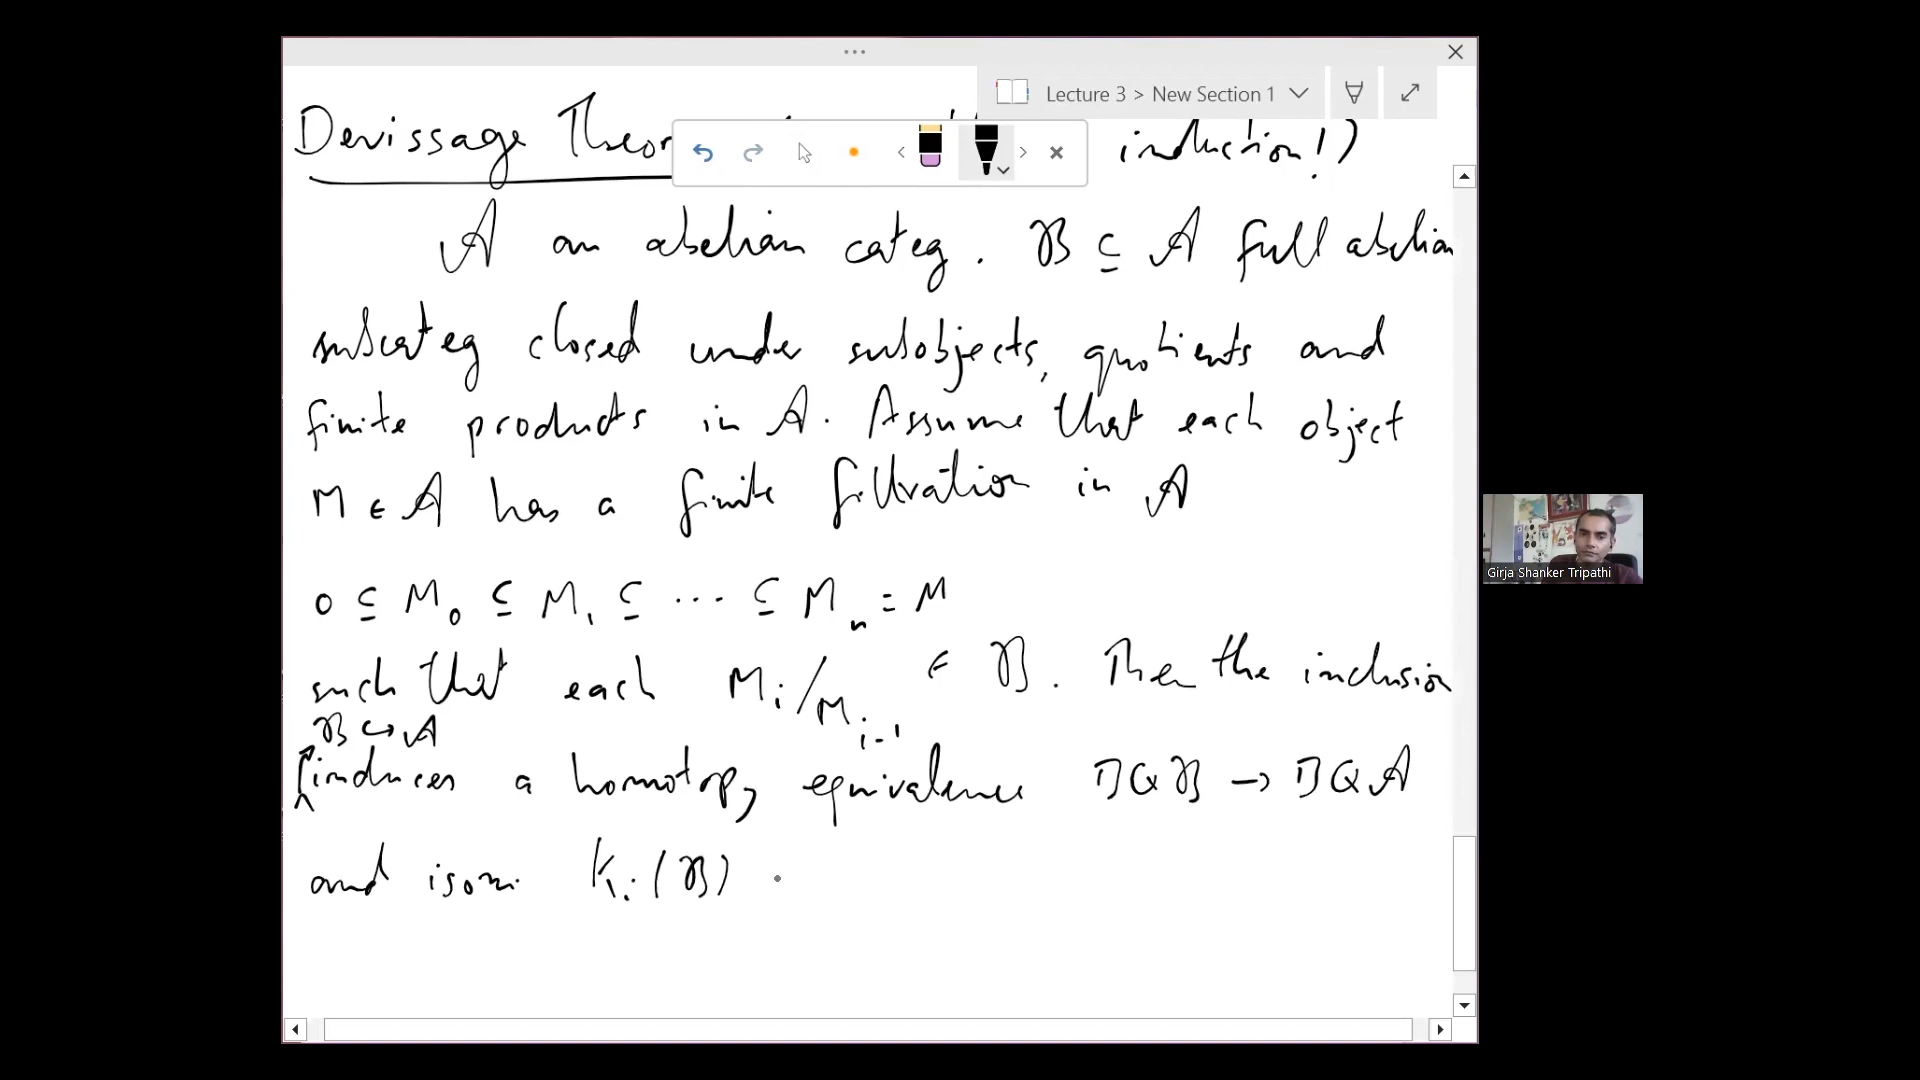 Lecture 3 > New Section 1
Devissage Theor induction!)
𝒜 an abelian categ. ℬ ⊆ 𝒜 full abelian
subcateg closed under subobjects, quotients and
finite products in 𝒜. Assume that each object
M ∈ 𝒜 has a finite filtration in 𝒜
0 ⊆ M₀ ⊆ M₁ ⊆ ... ⊆ Mₙ = M
such that each Mᵢ/Mᵢ₋₁ ∈ ℬ. Then the inclusion
ℬ ↪ 𝒜
induces a homotopy equivalence BQℬ → BQ𝒜
and isom. Kᵢ(ℬ)
Girja Shanker Tripathi